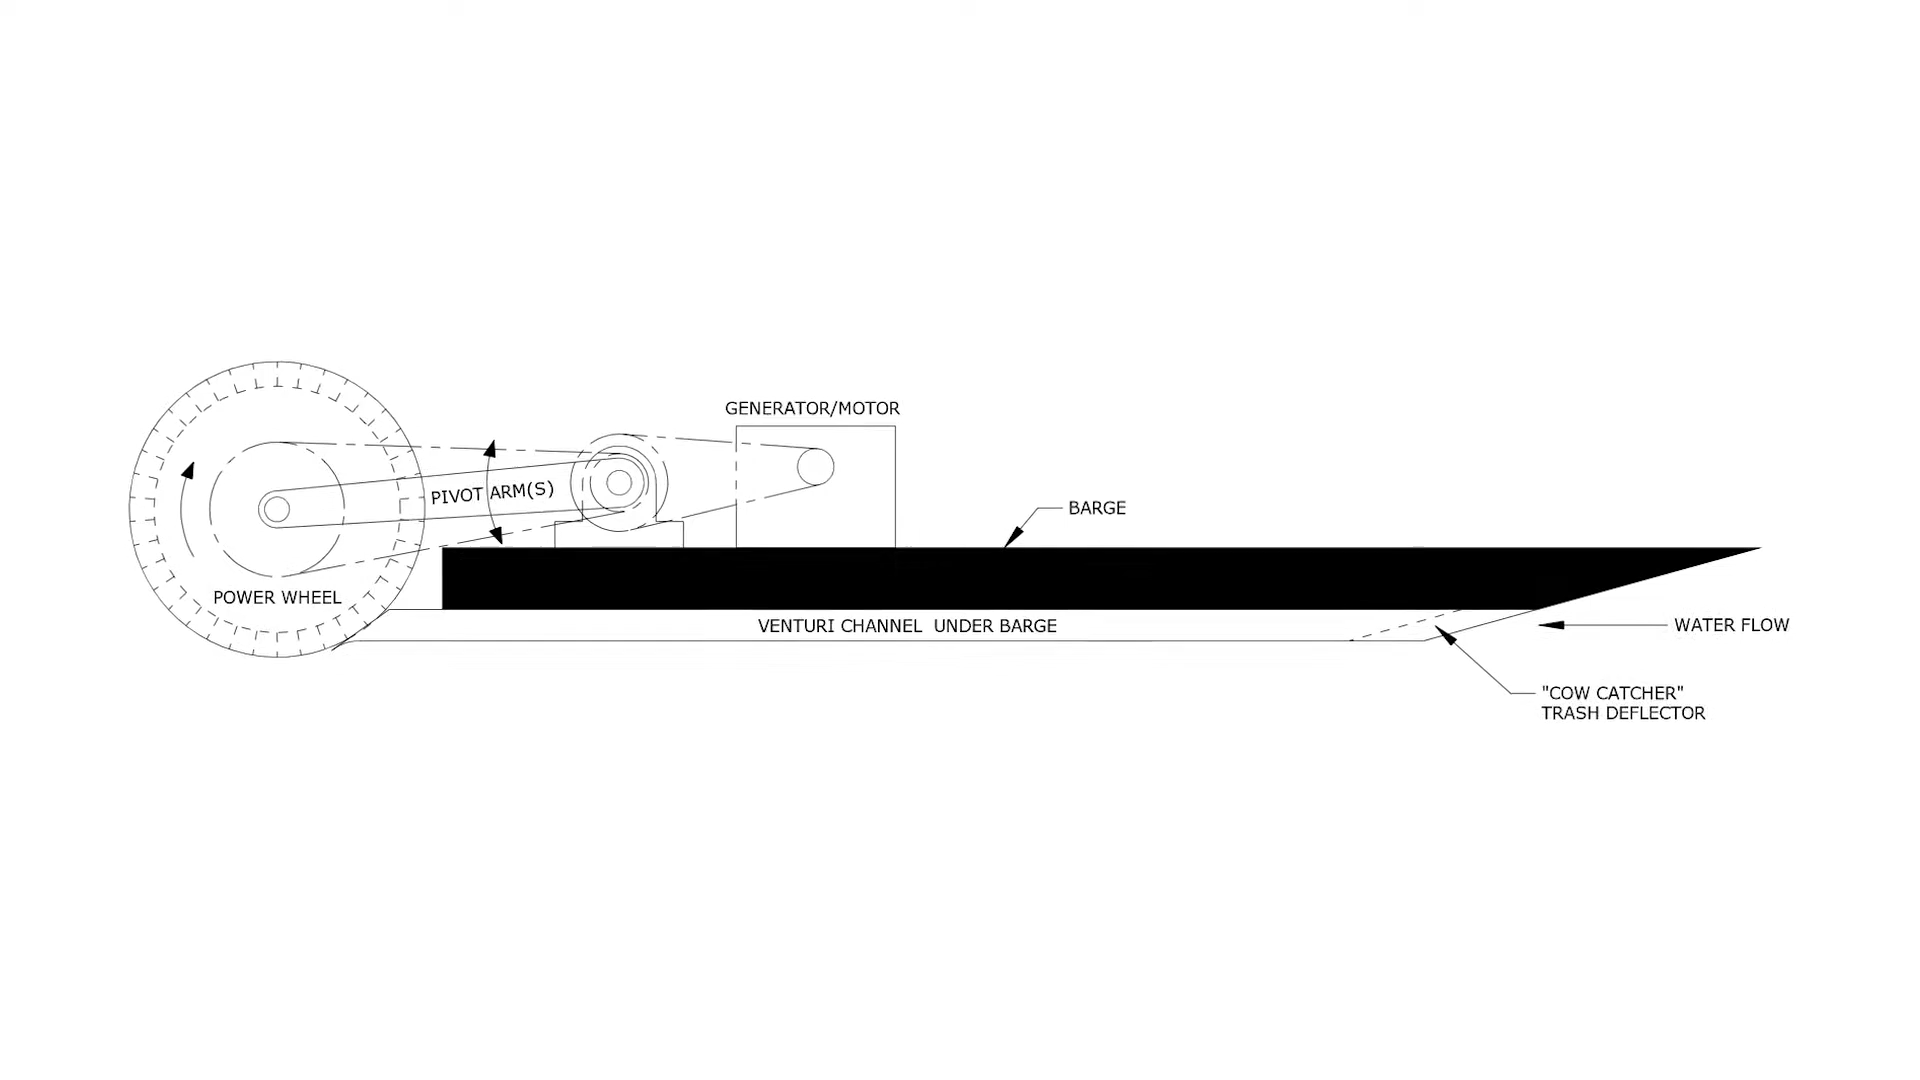 GENERATOR/MOTOR
PIVOT ARM(S)
BARGE
POWER WHEEL
VENTURI CHANNEL  UNDER BARGE
WATER FLOW
"COW CATCHER"
TRASH DEFLECTOR